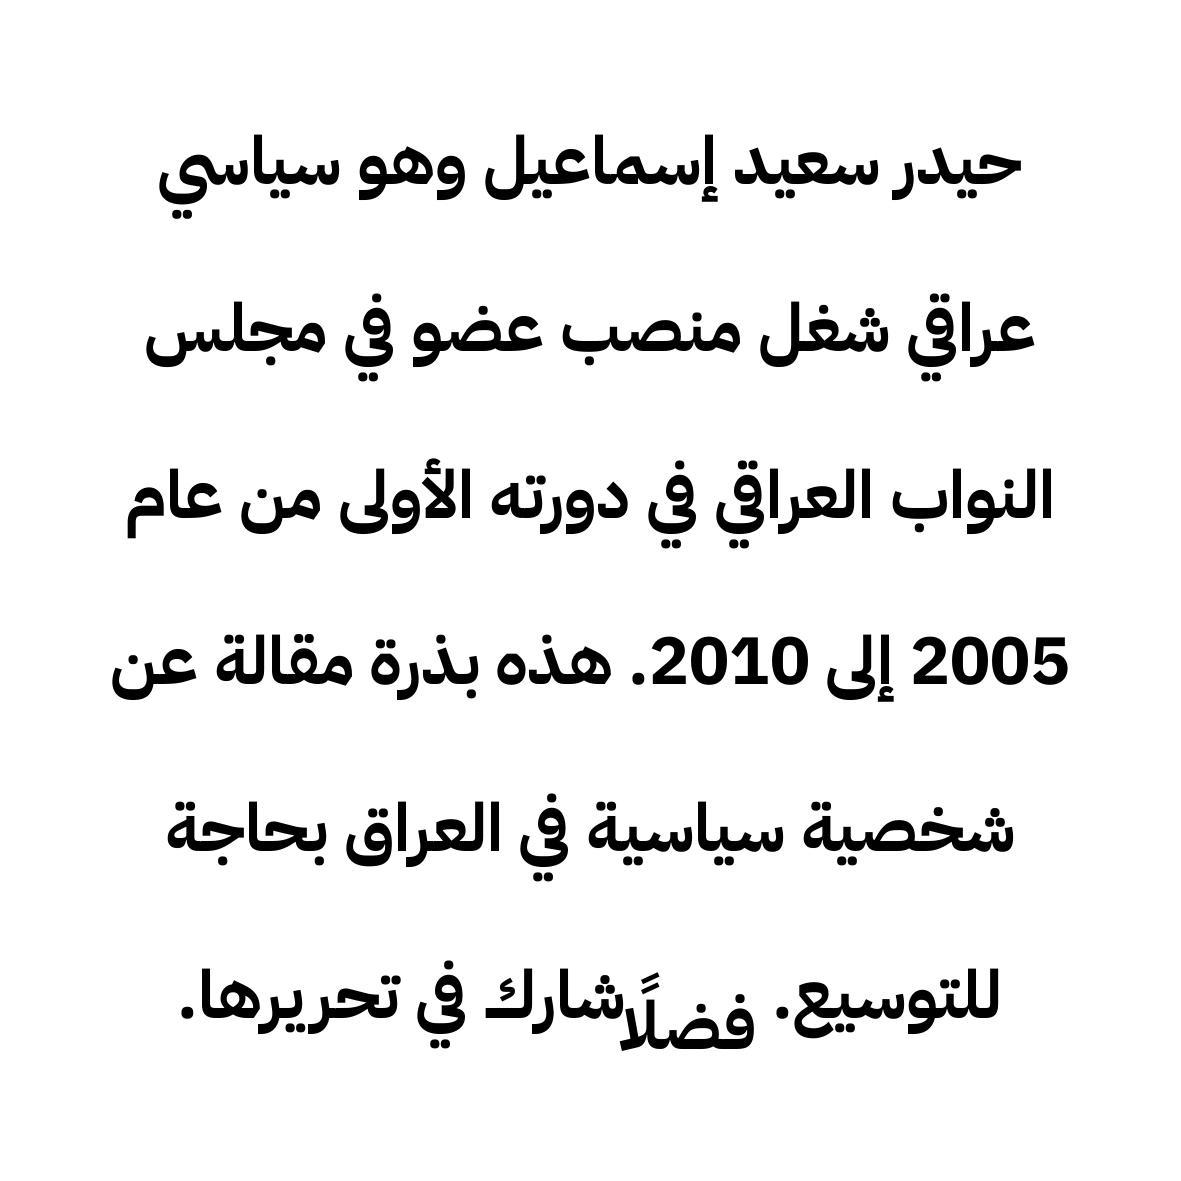 حيدر سعيد إسماعيل وهو سياسي
عراقي شغل منصب عضو في مجلس
النواب العراقي في دورته الأولى من عام
2005 إلى 2010. هذه بذرة مقالة عن
شخصية سياسية في العراق بحاجة
للتوسيع. فضلًا شارك في تحريرها.